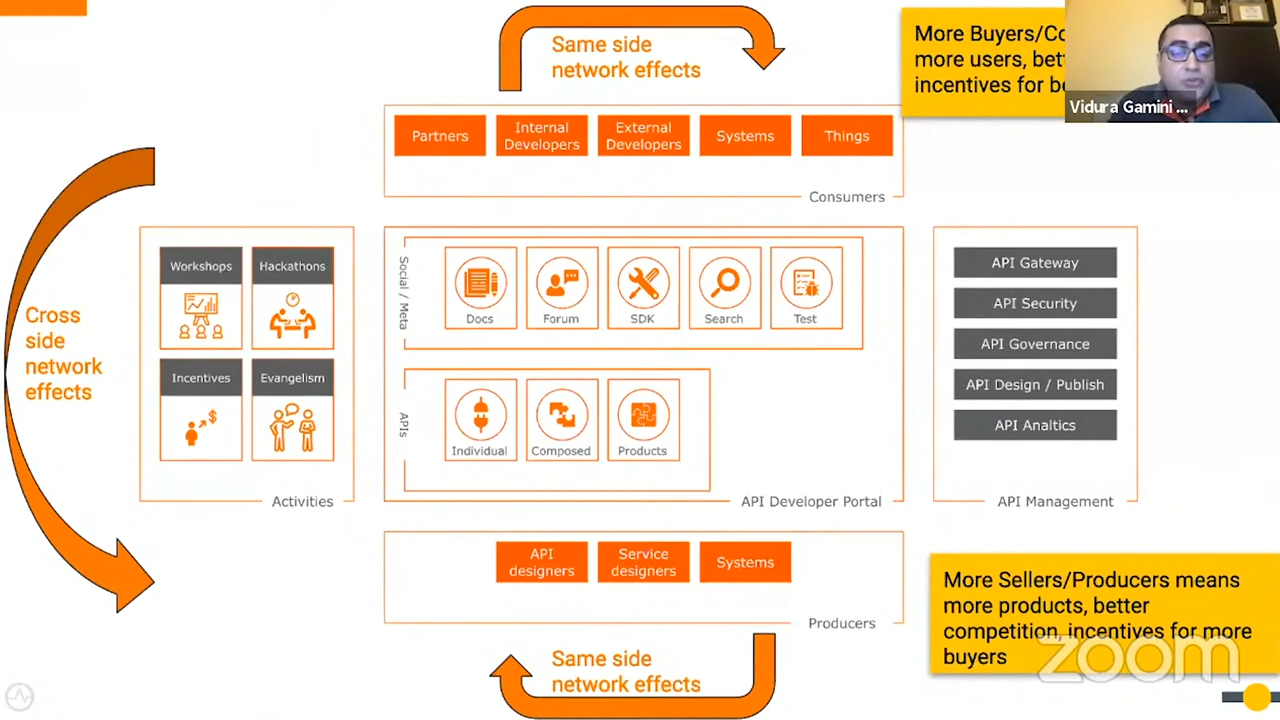 Same side
network effects
More Buyers/Co
more users, bet
incentives for b
Vidura Gamini ...
Partners
Internal
Developers
External
Developers
Systems
Things
Consumers
Cross
side
network
effects
Workshops
Hackathons
Incentives
Evangelism
$
Activities
Social / Meta
Docs
Forum
SDK
Search
Test
APIs
Individual
Composed
Products
API Developer Portal
API Gateway
API Security
API Governance
API Design / Publish
API Analtics
API Management
API
designers
Service
designers
Systems
Producers
Same side
network effects
More Sellers/Producers means
more products, better
competition, incentives for more
buyers
zoom